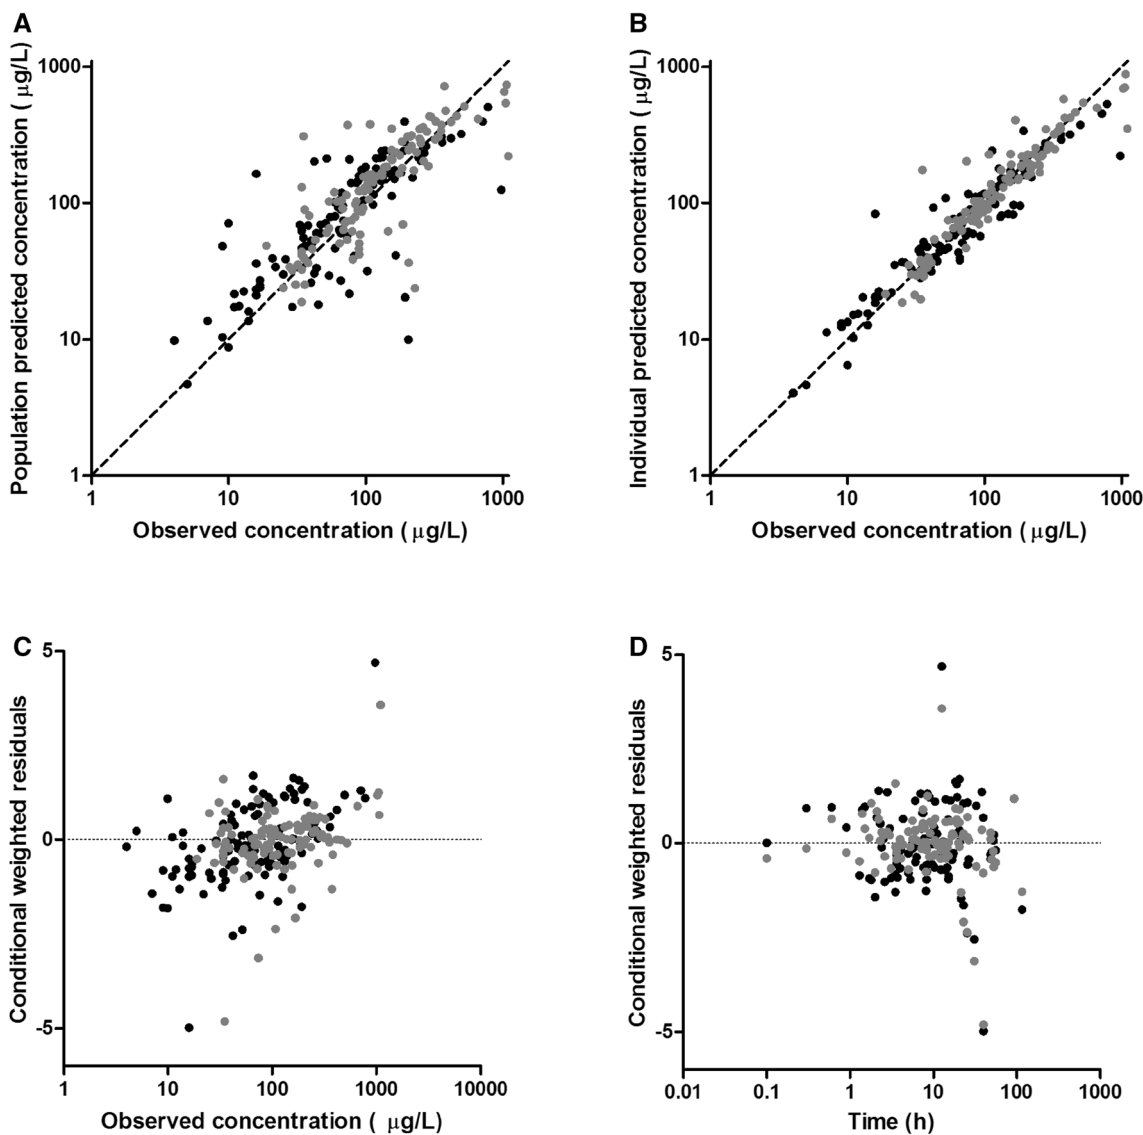 A
Population predicted concentration ( μg/L)
1000
100
10
1
1
10
100
1000
Observed concentration ( μg/L)
B
Individual predicted concentration ( μg/L)
1000
100
10
1
1
10
100
1000
Observed concentration ( μg/L)
C
Conditional weighted residuals
5
0
-5
1
10
100
1000
10000
Observed concentration ( μg/L)
D
Conditional weighted residuals
5
0
-5
0.01
0.1
1
10
100
1000
Time (h)